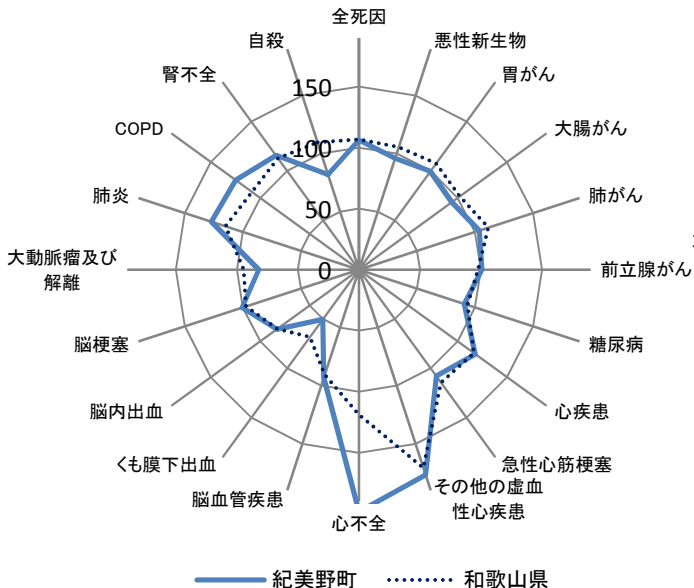 全死因
自殺
悪性新生物
腎不全
胃がん
150
COPD
大腸がん
100
肺炎
肺がん
50
大動脈瘤及び
解離
0
前立腺がん
脳梗塞
糖尿病
脳内出血
心疾患
くも膜下出血
急性心筋梗塞
脳血管疾患
その他の虚血
性心疾患
心不全
紀美野町
和歌山県